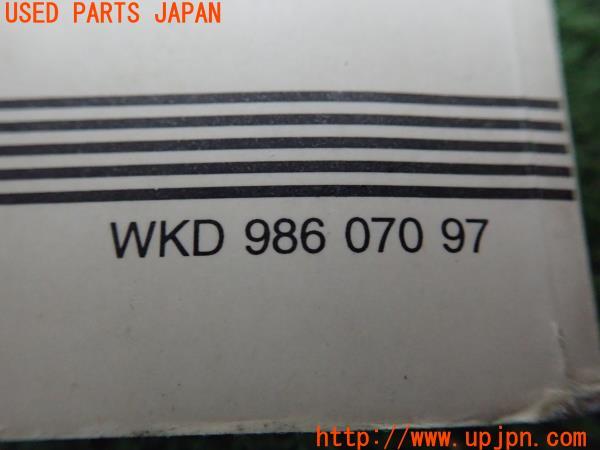 USED PARTS JAPAN
WKD 986 070 97
http://www.upjpn.com/